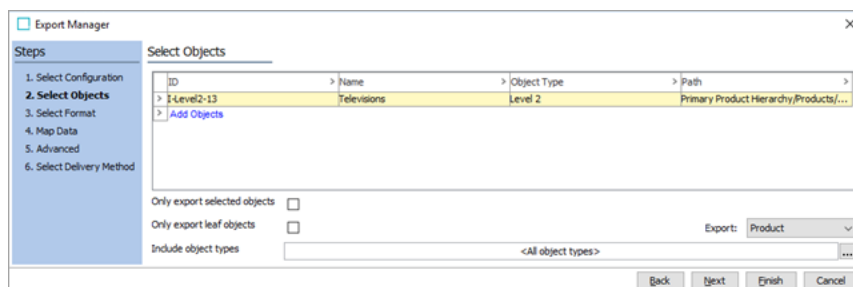 Export Manager
Steps
1. Select Configuration
2. Select Objects
3. Select Format
4. Map Data
5. Advanced
6. Select Delivery Method
Select Objects
ID > Name > Object Type > Path >
> I-Level2-13 Televisions Level 2 Primary Product Hierarchy/Products/...
> Add Objects
Only export selected objects
Only export leaf objects Export: Product
Include object types <All object types> ...
Back Next Finish Cancel